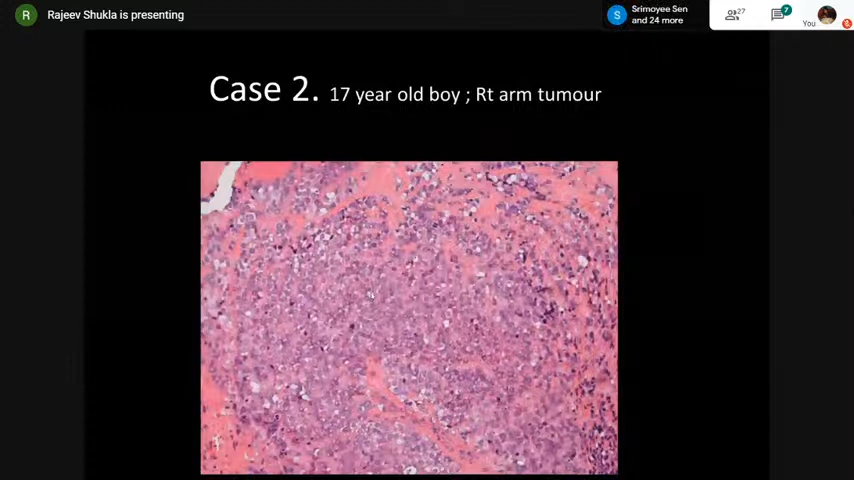 R Rajeev Shukla is presenting
S Srimoyee Sen
and 24 more
27
7
You
Case 2. 17 year old boy ; Rt arm tumour